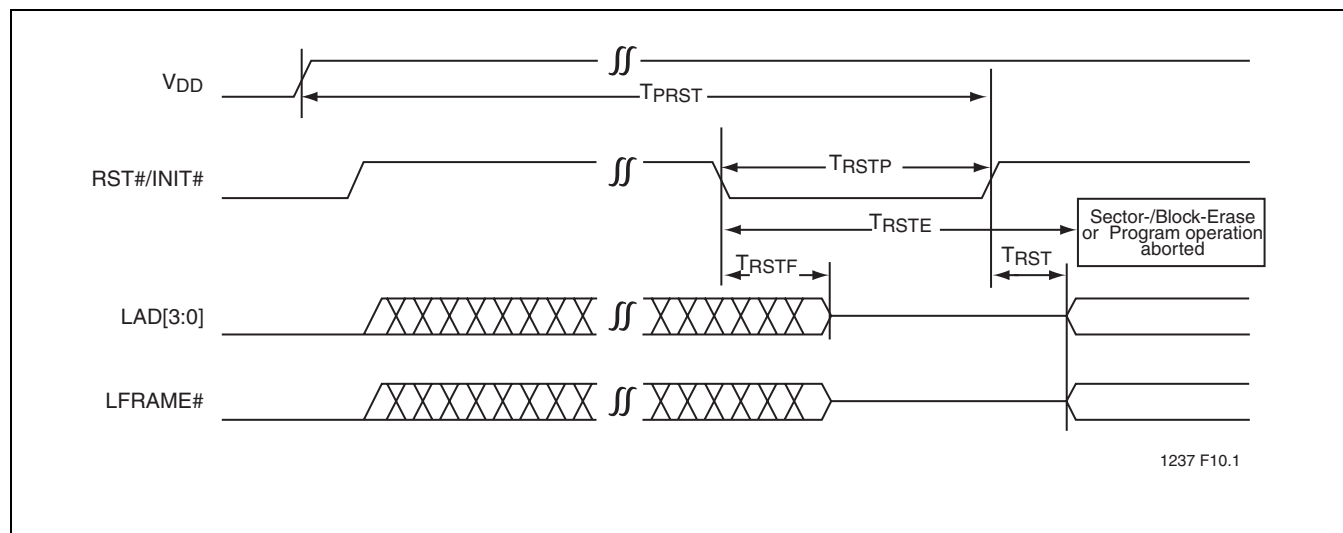 VDD
TPRST
RST#/INIT#
TRSTP
TRSTE
Sector-/Block-Erase
or Program operation
aborted
TRSTF
TRST
LAD[3:0]
LFRAME#
1237 F10.1